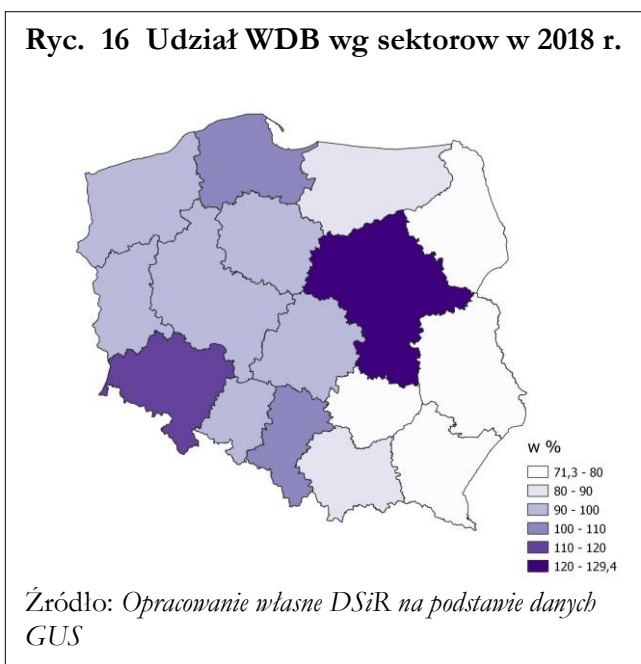 Ryc. 16 Udział WDB wg sektorow w 2018 r.
w %
71,3 - 80
80 - 90
90 - 100
100 - 110
110 - 120
120 - 129,4
Źródło: Opracowanie własne DSiR na podstawie danych
GUS